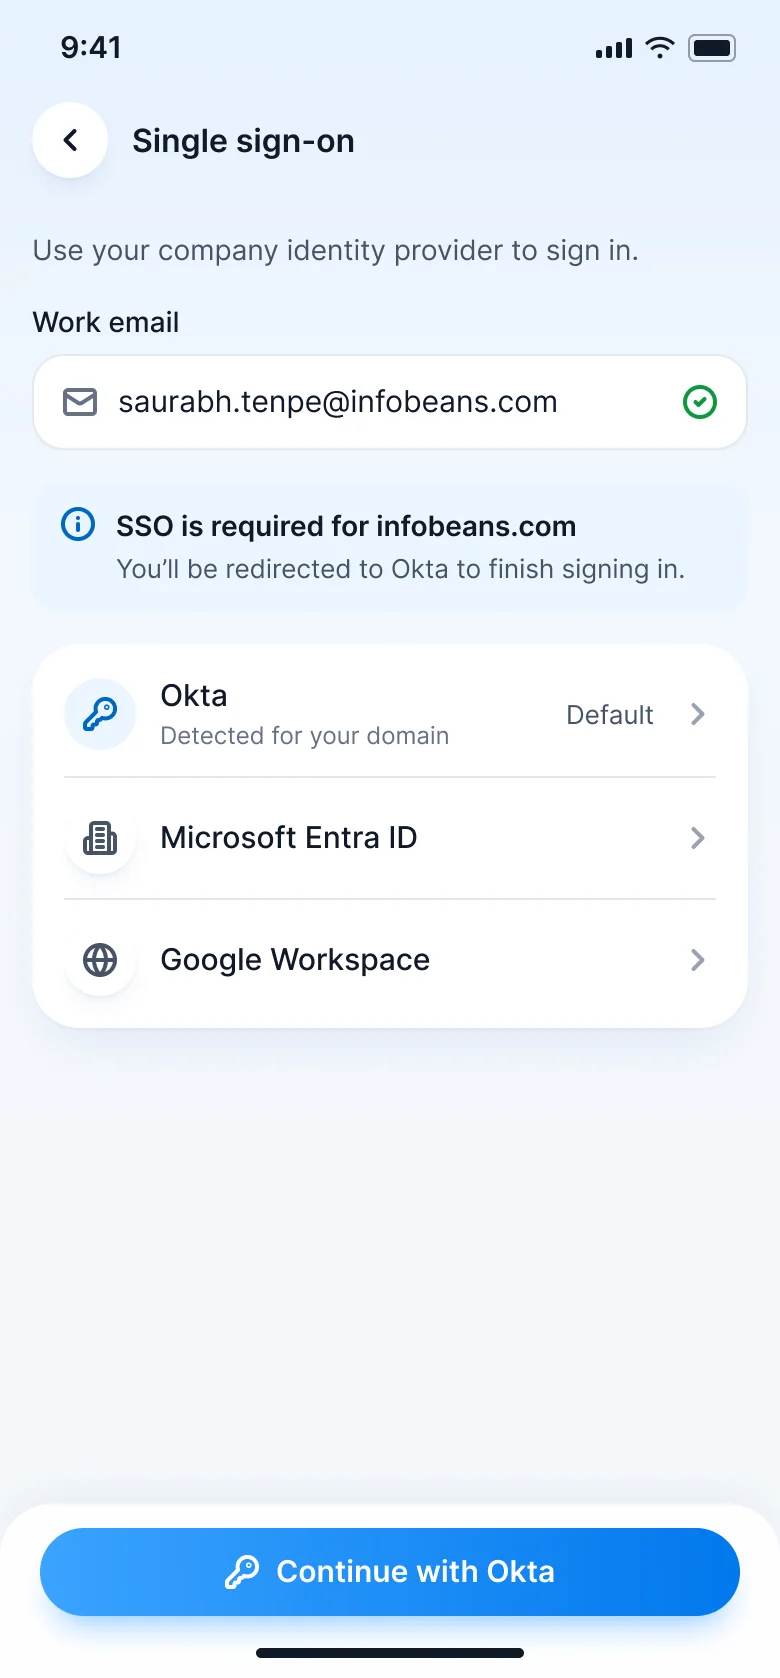 9:41
Single sign-on
Use your company identity provider to sign in.
Work email
saurabh.tenpe@infobeans.com
SSO is required for infobeans.com
You’ll be redirected to Okta to finish signing in.
Okta
Detected for your domain
Default
Microsoft Entra ID
Google Workspace
Continue with Okta